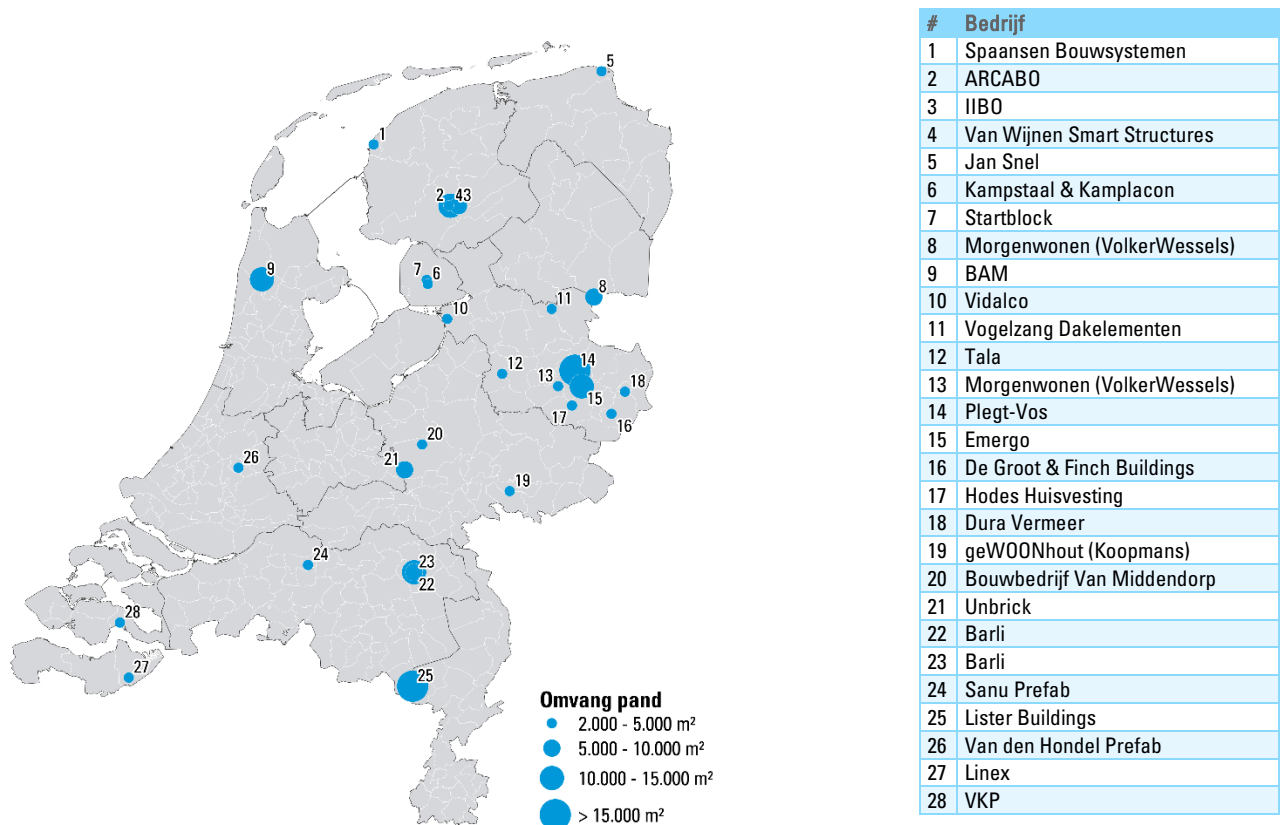 5
1
2 43
9
7 6
8
11
10
14
12
13
15
18
17
16
20
21
26
19
24
23
22
28
27
25
Omvang pand
2.000 - 5.000 m²
5.000 - 10.000 m²
10.000 - 15.000 m²
> 15.000 m²
# Bedrijf
1 Spaansen Bouwsystemen
2 ARCABO
3 IIBO
4 Van Wijnen Smart Structures
5 Jan Snel
6 Kampstaal & Kamplacon
7 Startblock
8 Morgenwonen (VolkerWessels)
9 BAM
10 Vidalco
11 Vogelzang Dakelementen
12 Tala
13 Morgenwonen (VolkerWessels)
14 Plegt-Vos
15 Emergo
16 De Groot & Finch Buildings
17 Hodes Huisvesting
18 Dura Vermeer
19 geWOONhout (Koopmans)
20 Bouwbedrijf Van Middendorp
21 Unbrick
22 Barli
23 Barli
24 Sanu Prefab
25 Lister Buildings
26 Van den Hondel Prefab
27 Linex
28 VKP